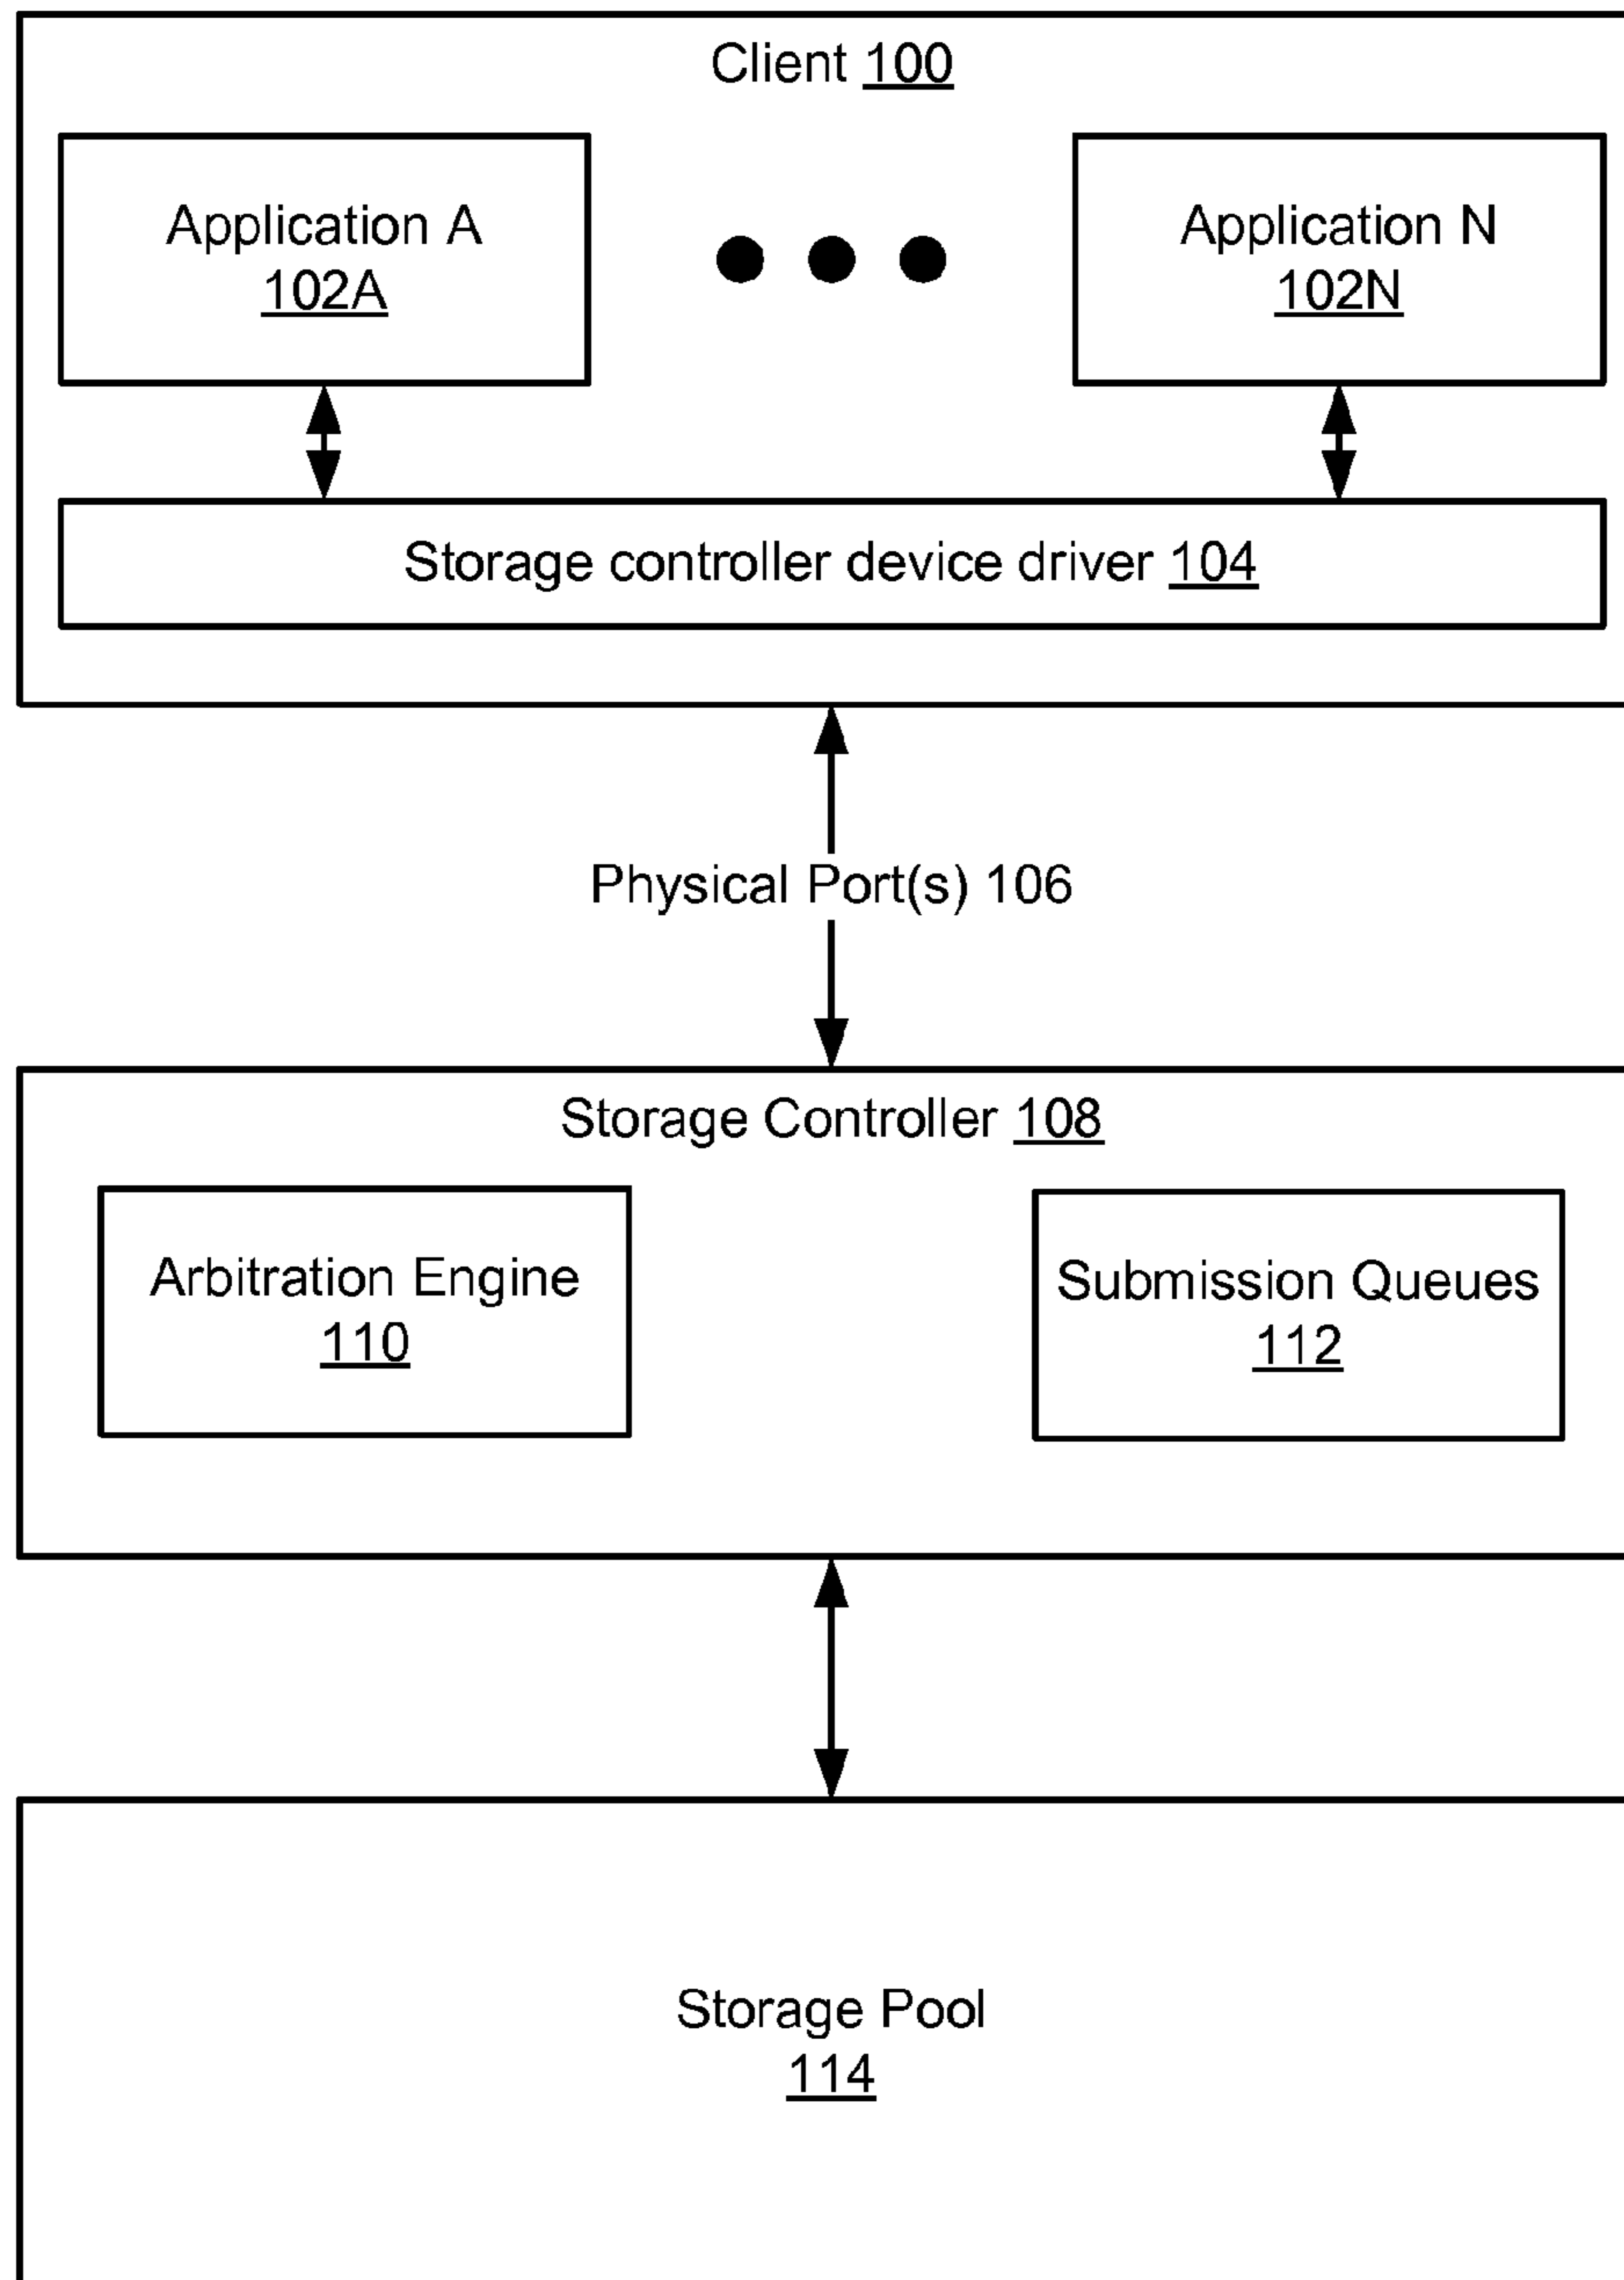 Client 100
Application A
102A
Application N
102N
Storage controller device driver 104
Physical Port(s) 106
Storage Controller 108
Arbitration Engine
110
Submission Queues
112
Storage Pool
114